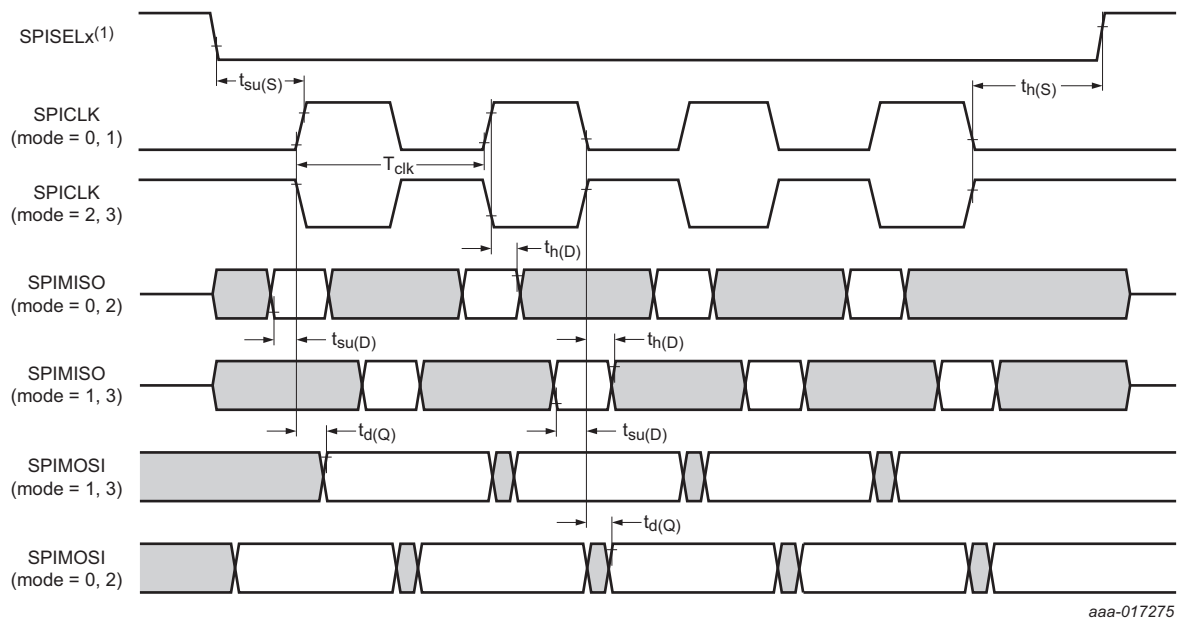 SPISELx(1)
tsu(S)
th(S)
SPICLK
(mode = 0, 1)
Tclk
SPICLK
(mode = 2, 3)
th(D)
SPIMISO
(mode = 0, 2)
tsu(D)
th(D)
SPIMISO
(mode = 1, 3)
td(Q)
tsu(D)
SPIMOSI
(mode = 1, 3)
td(Q)
SPIMOSI
(mode = 0, 2)
aaa-017275